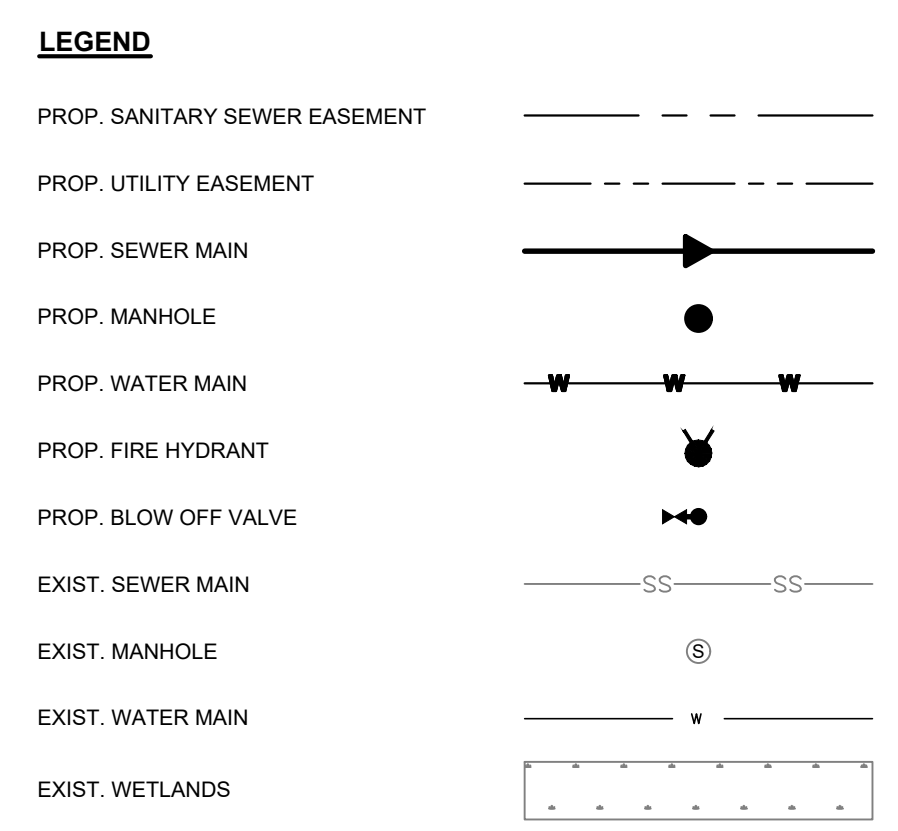 LEGEND
PROP. SANITARY SEWER EASEMENT
PROP. UTILITY EASEMENT
PROP. SEWER MAIN
PROP. MANHOLE
PROP. WATER MAIN W W W
PROP. FIRE HYDRANT
PROP. BLOW OFF VALVE
EXIST. SEWER MAIN SS SS
EXIST. MANHOLE S
EXIST. WATER MAIN W
EXIST. WETLANDS